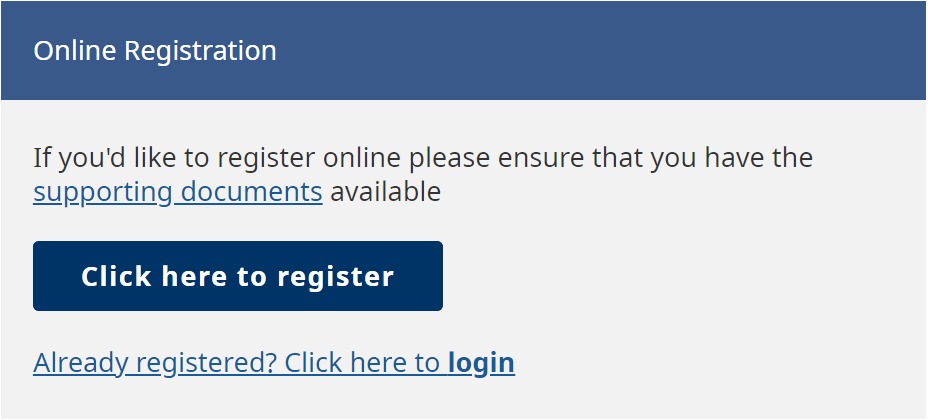 Online Registration
If you'd like to register online please ensure that you have the
supporting documents available
Click here to register
Already registered? Click here to login